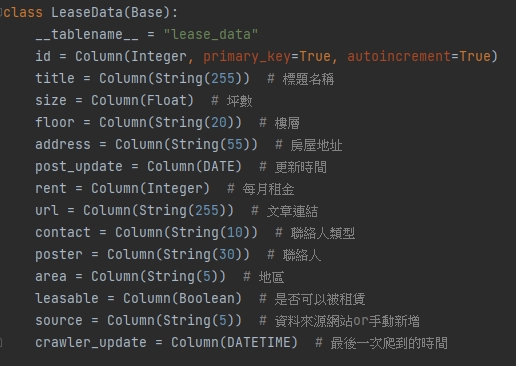 class LeaseData(Base):
    __tablename__ = "lease_data"
    id = Column(Integer, primary_key=True, autoincrement=True)
    title = Column(String(255))  # 標題名稱
    size = Column(Float)  # 坪數
    floor = Column(String(20))  # 樓層
    address = Column(String(55))  # 房屋地址
    post_update = Column(DATE)  # 更新時間
    rent = Column(Integer)  # 每月租金
    url = Column(String(255))  # 文章連結
    contact = Column(String(10))  # 聯絡人類型
    poster = Column(String(30))  # 聯絡人
    area = Column(String(5))  # 地區
    leasable = Column(Boolean)  # 是否可以被租賃
    source = Column(String(5))  # 資料來源網站or手動新增
    crawler_update = Column(DATETIME)  # 最後一次爬到的時間